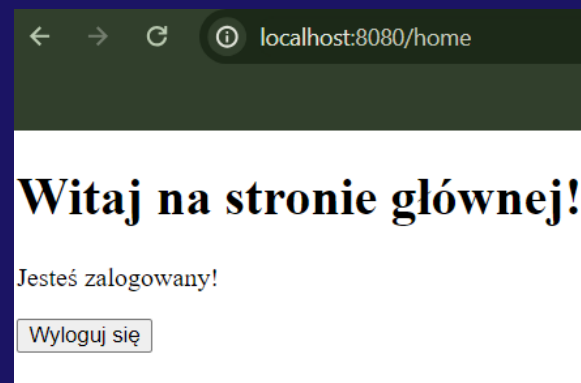 localhost:8080/home
Witaj na stronie głównej!
Jesteś zalogowany!
Wyloguj się